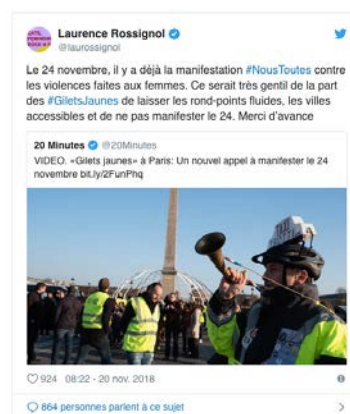 Laurence Rossignol
@laurossignol
Le 24 novembre, il y a déjà la manifestation #NousToutes contre
les violences faites aux femmes. Ce serait très gentil de la part
des #GiletsJaunes de laisser les rond-points fluides, les villes
accessibles et de ne pas manifester le 24. Merci d'avance
20 Minutes @20Minutes
VIDEO. «Gilets jaunes» à Paris: Un nouvel appel à manifester le 24
novembre bit.ly/2FunPhq
TAXI
924 08:22 - 20 nov. 2018
864 personnes parlent à ce sujet